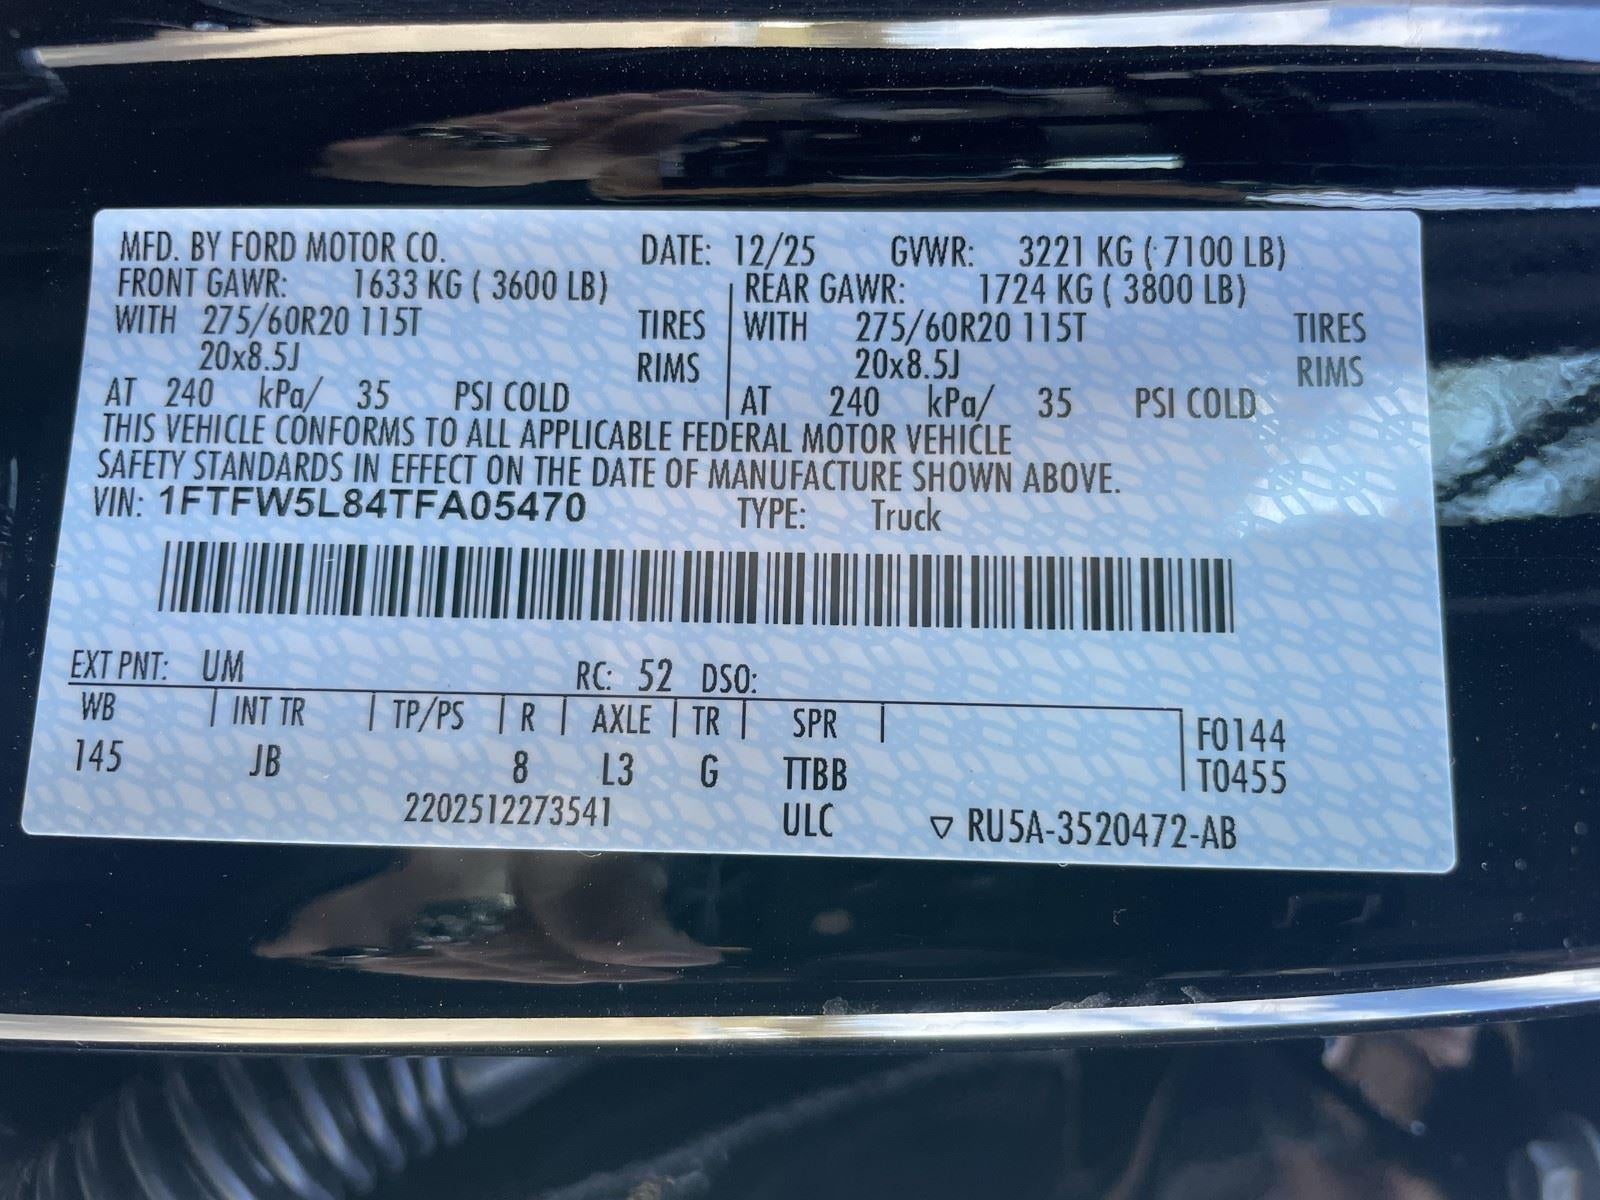 MFD. BY FORD MOTOR CO. DATE: 12/25 GVWR: 3221 KG ( 7100 LB)
FRONT GAWR: 1633 KG ( 3600 LB) REAR GAWR: 1724 KG ( 3800 LB)
WITH 275/60R20 115T TIRES WITH 275/60R20 115T TIRES
20x8.5J RIMS 20x8.5J RIMS
AT 240 kPa/ 35 PSI COLD AT 240 kPa/ 35 PSI COLD
THIS VEHICLE CONFORMS TO ALL APPLICABLE FEDERAL MOTOR VEHICLE
SAFETY STANDARDS IN EFFECT ON THE DATE OF MANUFACTURE SHOWN ABOVE.
VIN: 1FTFW5L84TFA05470 TYPE: Truck
EXT PNT: UM RC: 52 DSO:
WB INT TR TP/PS R AXLE TR SPR F0144
145 JB 8 L3 G TTBB T0455
2202512273541 ULC ▽ RU5A-3520472-AB